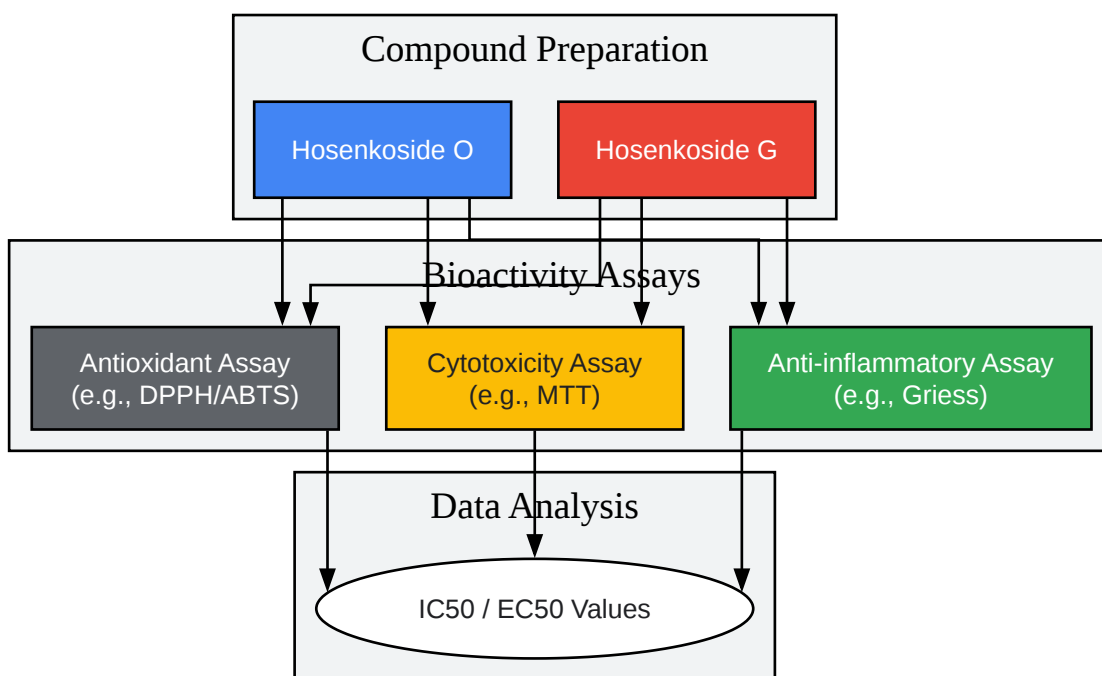 Compound Preparation
Hosenkoside O
Hosenkoside G
Bioactivity Assays
Antioxidant Assay
(e.g., DPPH/ABTS)
Cytotoxicity Assay
(e.g., MTT)
Anti-inflammatory Assay
(e.g., Griess)
Data Analysis
IC50 / EC50 Values